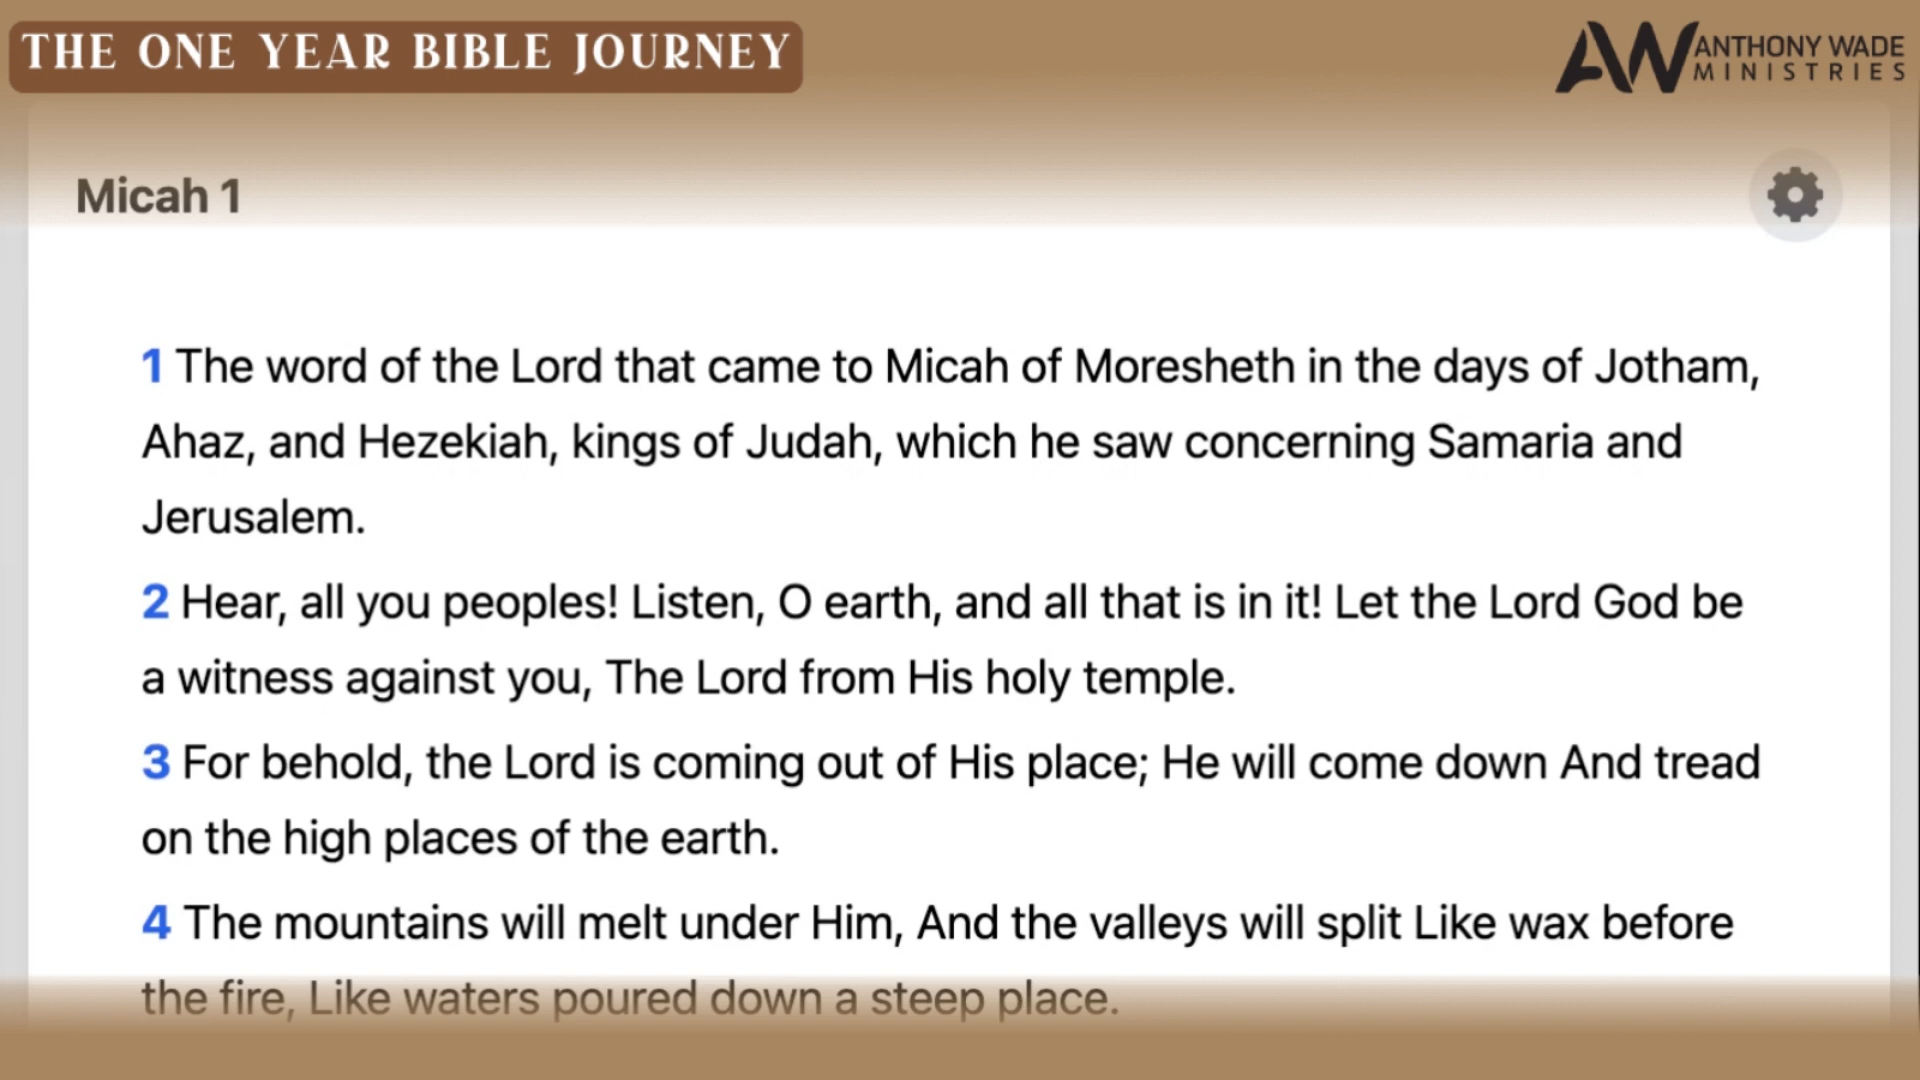 THE ONE YEAR BIBLE JOURNEY
AW ANTHONY WADE
MINISTRIES
Micah 1
1 The word of the Lord that came to Micah of Moresheth in the days of Jotham,
Ahaz, and Hezekiah, kings of Judah, which he saw concerning Samaria and
Jerusalem.
2 Hear, all you peoples! Listen, O earth, and all that is in it! Let the Lord God be
a witness against you, The Lord from His holy temple.
3 For behold, the Lord is coming out of His place; He will come down And tread
on the high places of the earth.
4 The mountains will melt under Him, And the valleys will split Like wax before
the fire, Like waters poured down a steep place.